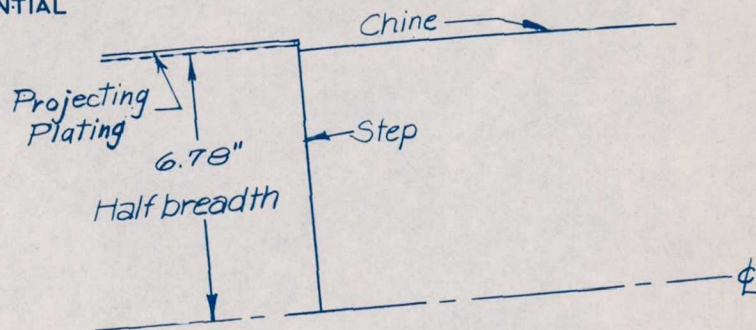 NTIAL
Chine
Projecting
Plating
Step
6.78"
Half breadth
℄